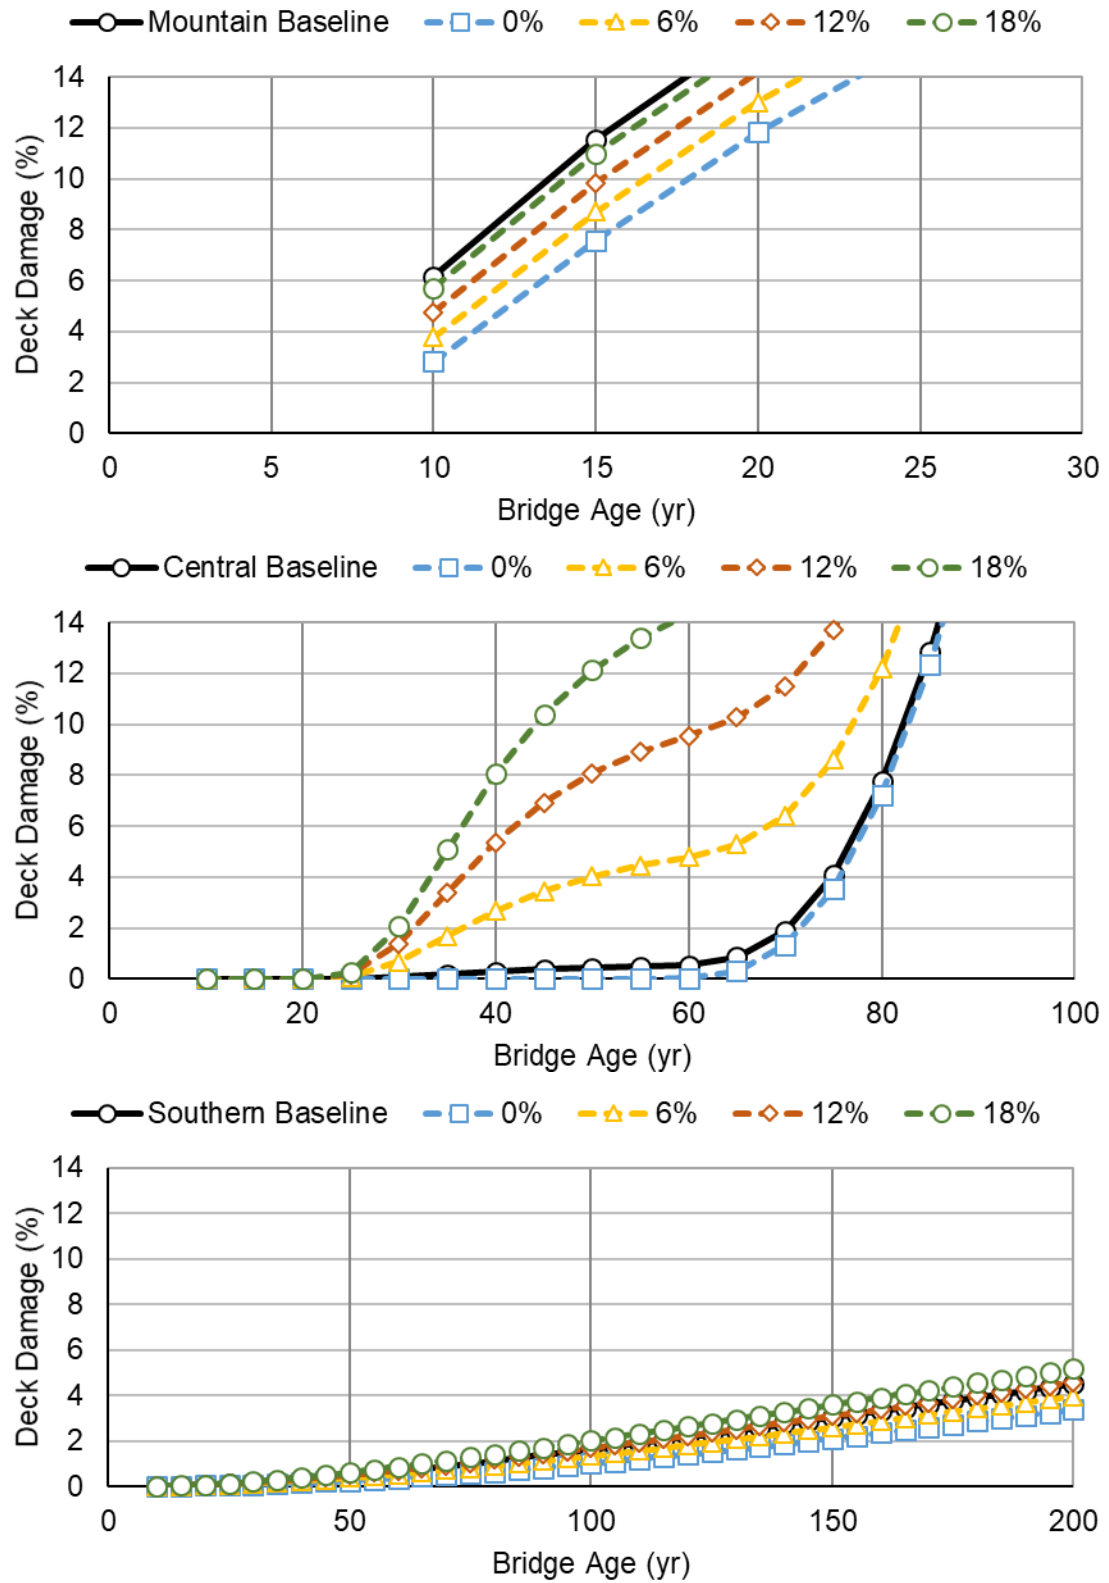 Mountain Baseline 0% 6% 12% 18%
14
12
10
8
6
4
2
0
Deck Damage (%)
0 5 10 15 20 25 30
Bridge Age (yr)
Central Baseline 0% 6% 12% 18%
14
12
10
8
6
4
2
0
Deck Damage (%)
0 20 40 60 80 100
Bridge Age (yr)
Southern Baseline 0% 6% 12% 18%
14
12
10
8
6
4
2
0
Deck Damage (%)
0 50 100 150 200
Bridge Age (yr)